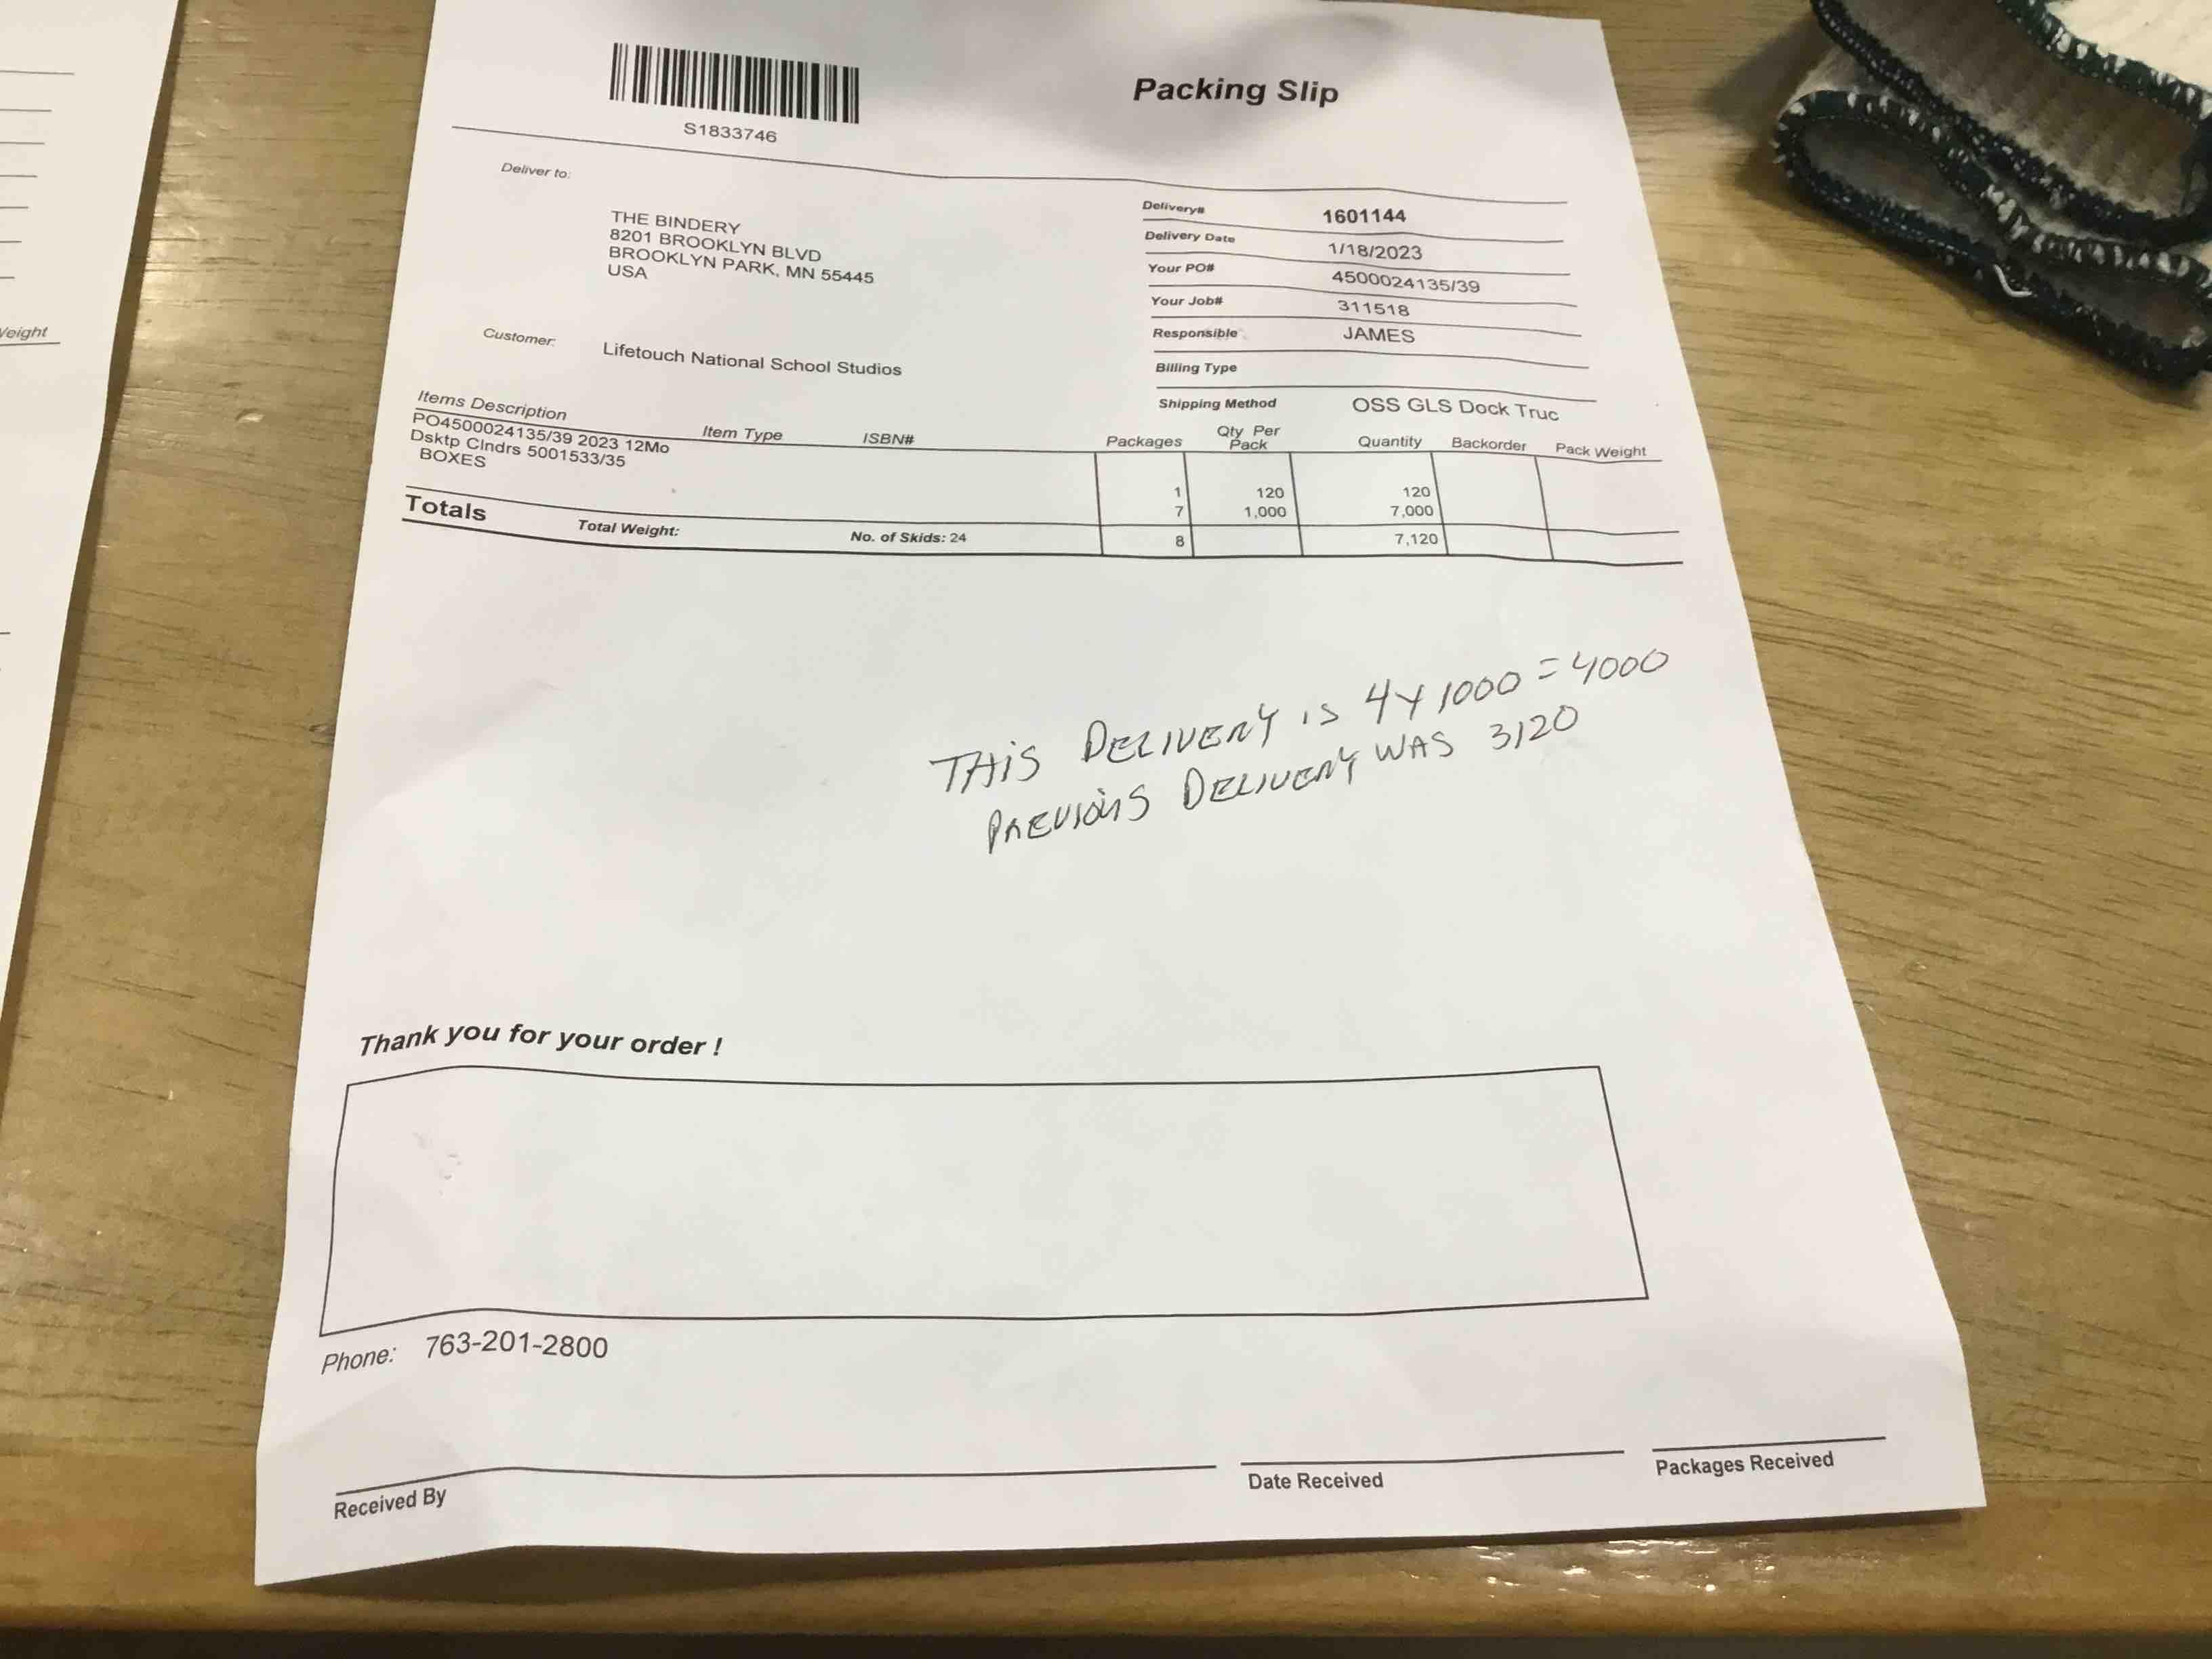 Weight
Packing Slip
S1833746
Deliver to:
THE BINDERY
8201 BROOKLYN BLVD
BROOKLYN PARK, MN 55445
USA
Customer: Lifetouch National School Studios
Delivery# 1601144
Delivery Date 1/18/2023
Your PO# 4500024135/39
Your Job# 311518
Responsible JAMES
Billing Type
Shipping Method OSS GLS Dock Truc
Items Description Item Type ISBN# Packages Qty Per Pack Quantity Backorder Pack Weight
PO4500024135/39 2023 12Mo
Dsktp Clndrs 5001533/35
BOXES
1 120 120
7 1,000 7,000
Totals Total Weight: No. of Skids: 24 8 7,120
THIS DELIVERY IS 4 X 1000 = 4000
PREVIOUS DELIVERY WAS 3120
Thank you for your order !
Phone: 763-201-2800
Received By Date Received Packages Received